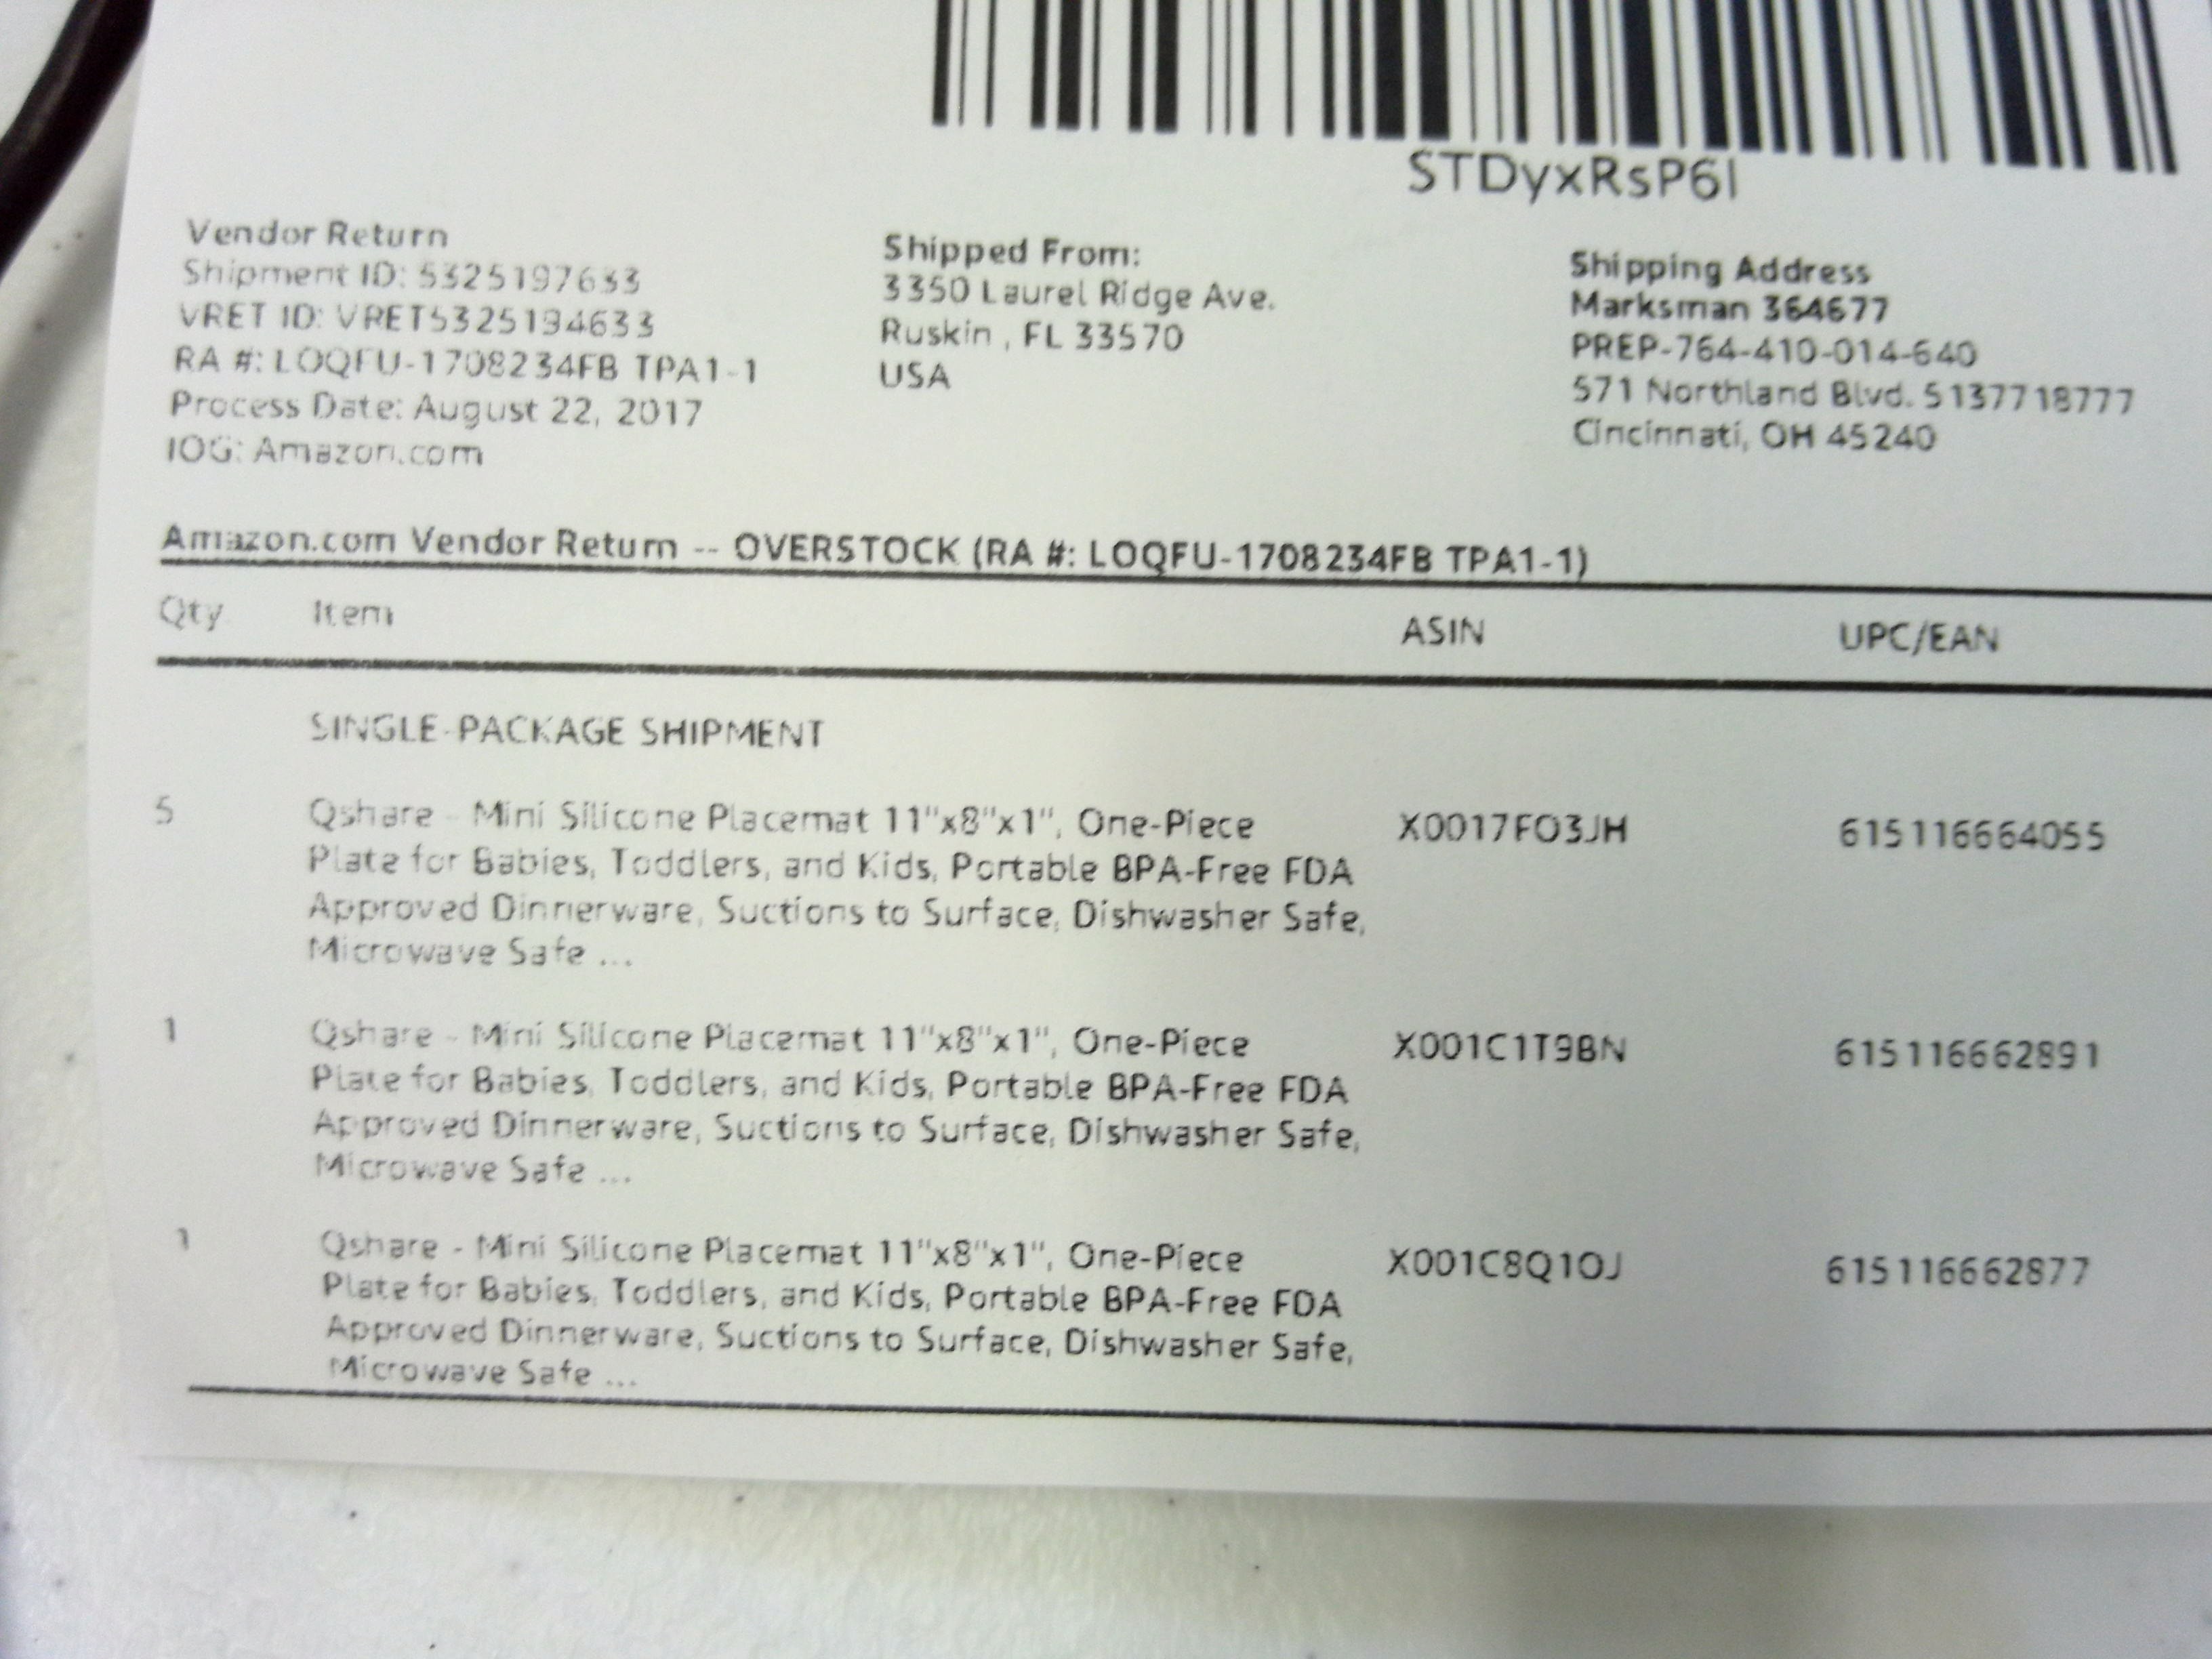 STDyxRsP6l
Vendor Return
Shipment ID: 5325197633
VRET ID: VRET5325194633
RA #: LOQFU-1708234FB TPA1-1
Process Date: August 22, 2017
IOG: Amazon.com
Shipped From:
3350 Laurel Ridge Ave.
Ruskin , FL 33570
USA
Shipping Address
Marksman 364677
PREP-764-410-014-640
571 Northland Blvd. 5137718777
Cincinnati, OH 45240
Amazon.com Vendor Return -- OVERSTOCK (RA #: LOQFU-1708234FB TPA1-1)
Qty Item ASIN UPC/EAN
SINGLE-PACKAGE SHIPMENT
5 Qshare - Mini Silicone Placemat 11"x8"x1", One-Piece X0017FO3JH 615116664055
Plate for Babies, Toddlers, and Kids, Portable BPA-Free FDA
Approved Dinnerware, Suctions to Surface, Dishwasher Safe,
Microwave Safe ...
1 Qshare - Mini Silicone Placemat 11"x8"x1", One-Piece X001C1T9BN 615116662891
Plate for Babies, Toddlers, and Kids, Portable BPA-Free FDA
Approved Dinnerware, Suctions to Surface, Dishwasher Safe,
Microwave Safe ...
1 Qshare - Mini Silicone Placemat 11"x8"x1", One-Piece X001C8Q1OJ 615116662877
Plate for Babies, Toddlers, and Kids, Portable BPA-Free FDA
Approved Dinnerware, Suctions to Surface, Dishwasher Safe,
Microwave Safe ...